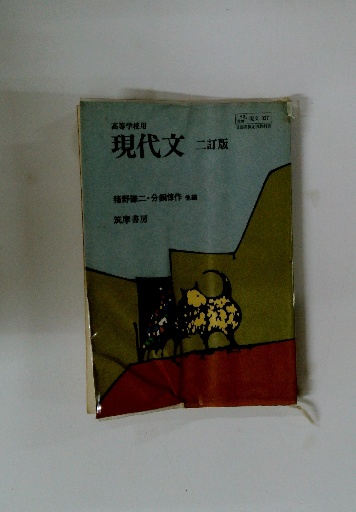 高等学校用
現代文 二訂版
猪野謙二・分銅惇作 他編
筑摩書房